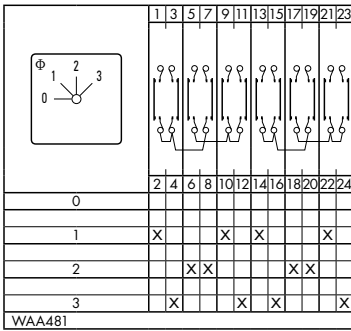 1 3 5 7 9 11 13 15 17 19 21 23
Φ
2
1 3
0
2 4 6 8 10 12 14 16 18 20 22 24
0
1 X X X X
2 X X X X
3 X X X X
WAA481